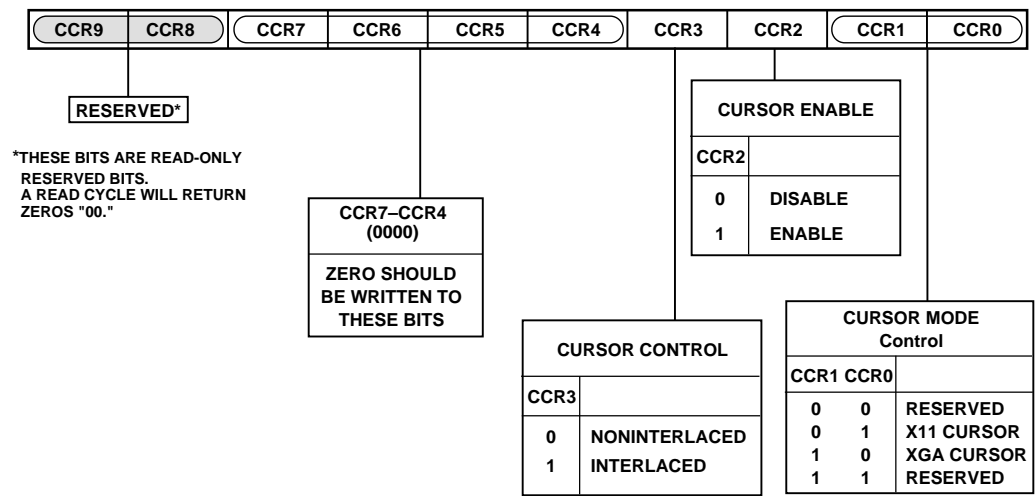 CCR9 CCR8 CCR7 CCR6 CCR5 CCR4 CCR3 CCR2 CCR1 CCR0
RESERVED*
*THESE BITS ARE READ-ONLY
RESERVED BITS.
A READ CYCLE WILL RETURN
ZEROS "00."
CCR7–CCR4
(0000)
ZERO SHOULD
BE WRITTEN TO
THESE BITS
CURSOR CONTROL
CCR3
0 NONINTERLACED
1 INTERLACED
CURSOR ENABLE
CCR2
0 DISABLE
1 ENABLE
CURSOR MODE
Control
CCR1 CCR0
0 0 RESERVED
0 1 X11 CURSOR
1 0 XGA CURSOR
1 1 RESERVED